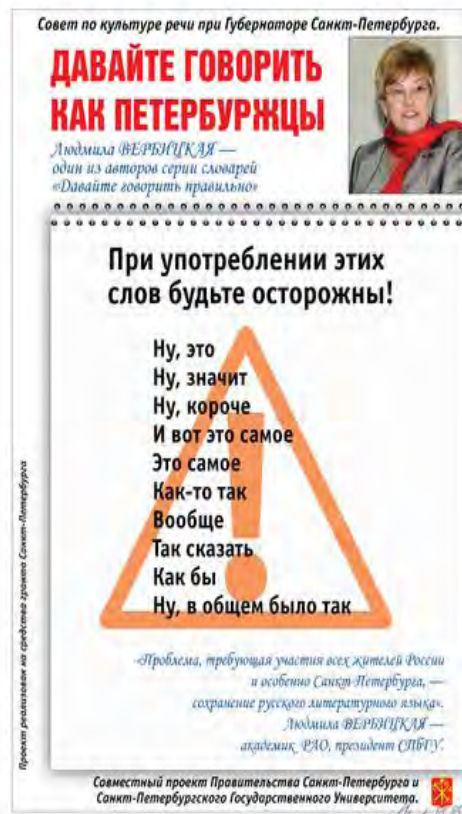 Совет по культуре речи при Губернаторе Санкт-Петербурга.
ДАВАЙТЕ ГОВОРИТЬ
КАК ПЕТЕРБУРЖЦЫ
Людмила ВЕРБИЦКАЯ —
один из авторов серии словарей
«Давайте говорить правильно»
При употреблении этих
слов будьте осторожны!
Ну, это
Ну, значит
Ну, короче
И вот это самое
Это самое
Как-то так
Вообще
Так сказать
Как бы
Ну, в общем было так
«Проблема, требующая участия всех жителей России
и особенно Санкт-Петербурга, —
сохранение русского литературного языка».
Людмила ВЕРБИЦКАЯ —
академик РАО, президент СПбГУ.
Проект реализован на средства гранта Санкт-Петербурга
Совместный проект Правительства Санкт-Петербурга и
Санкт-Петербургского Государственного Университета.